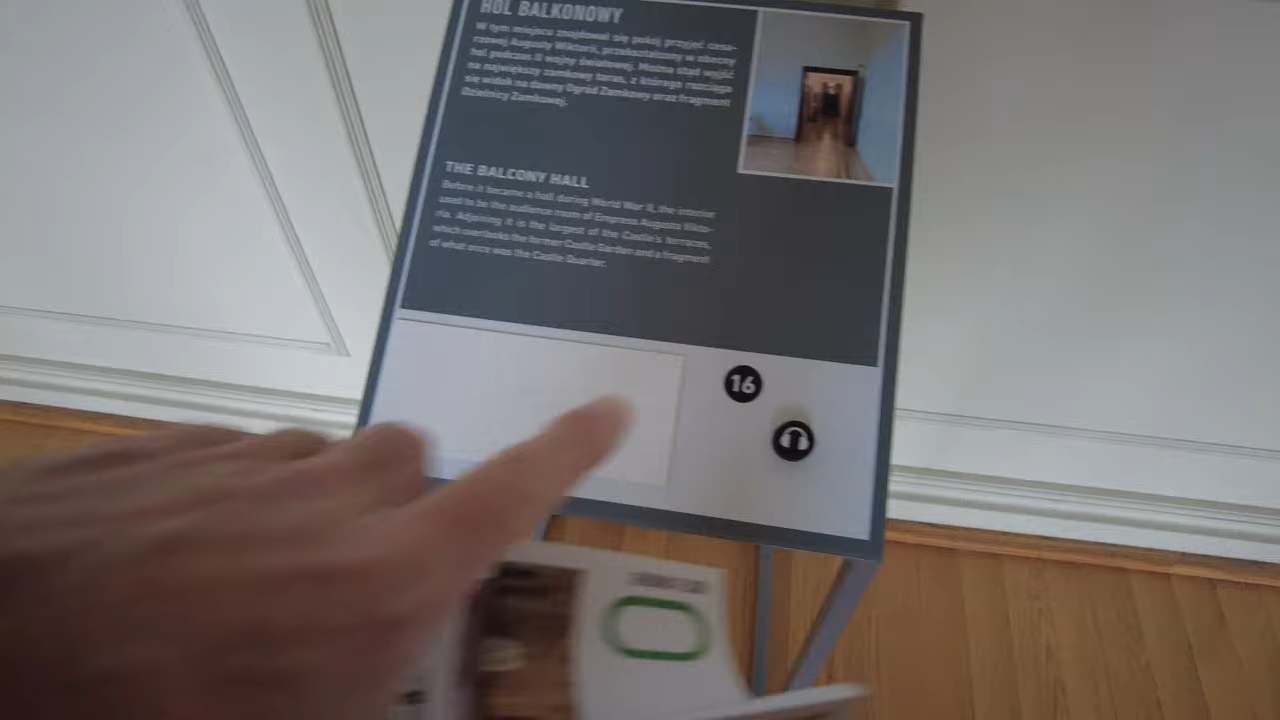 HOL BALKONOWY
W tym miejscu znajdował się pokój przyjęć cesa-
rzowej Augusty Wiktorii, przekształcony w obecny
hol podczas II wojny światowej. Można stąd wyjść
na największy zamkowy taras, z którego rozciąga
się widok na dawny Ogród Zamkowy oraz fragment
Dzielnicy Zamkowej.
THE BALCONY HALL
Before it became a hall during World War II, the interior
used to be the audience room of Empress Augusta Vikto-
ria. Adjoining it is the largest of the Castle's terraces,
which overlooks the former Castle Garden and a fragment
of what once was the Castle Quarter.
16